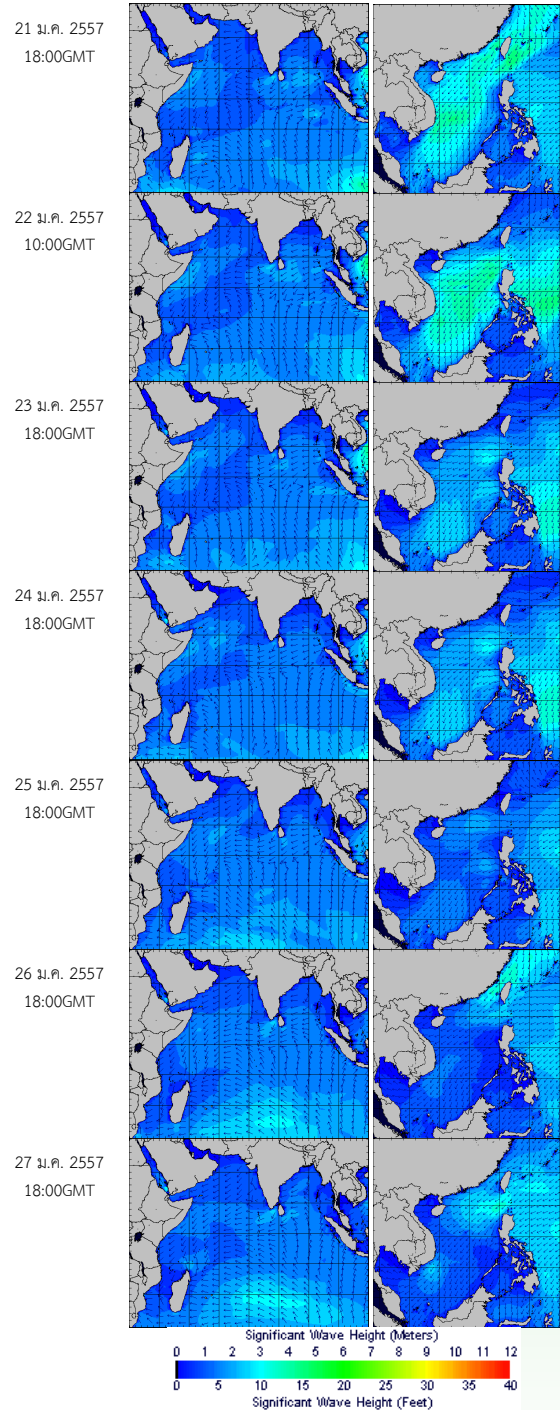 21 ม.ค. 2557
18:00GMT
22 ม.ค. 2557
10:00GMT
23 ม.ค. 2557
18:00GMT
24 ม.ค. 2557
18:00GMT
25 ม.ค. 2557
18:00GMT
26 ม.ค. 2557
18:00GMT
27 ม.ค. 2557
18:00GMT
Significant Wave Height (Meters)
0 1 2 3 4 5 6 7 8 9 10 11 12
0 5 10 15 20 25 30 35 40
Significant Wave Height (Feet)